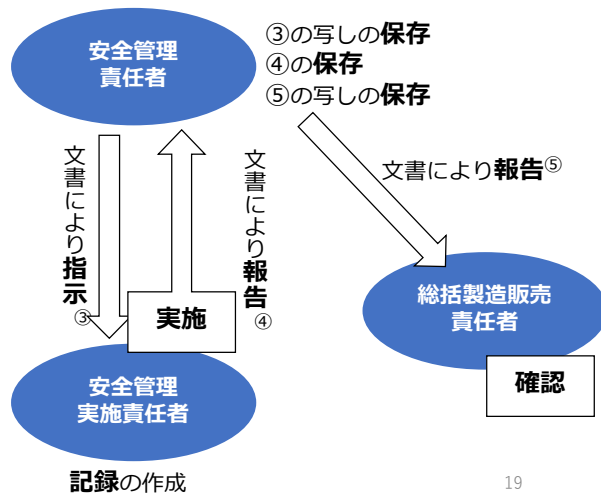 安全管理
責任者
③の写しの保存
④の保存
⑤の写しの保存
文書により指示③
文書により報告④
文書により報告⑤
実施
総括製造販売
責任者
確認
安全管理
実施責任者
記録の作成
19